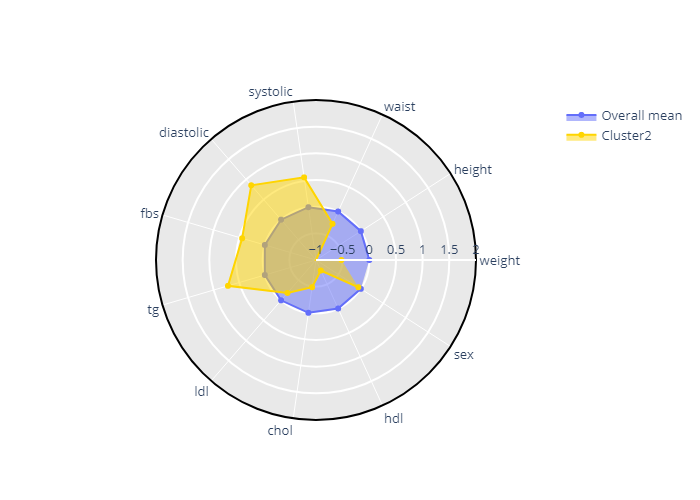 systolic
waist
diastolic
height
fbs
−1 −0.5 0 0.5 1 1.5 2
weight
tg
sex
ldl
hdl
chol
Overall mean
Cluster2